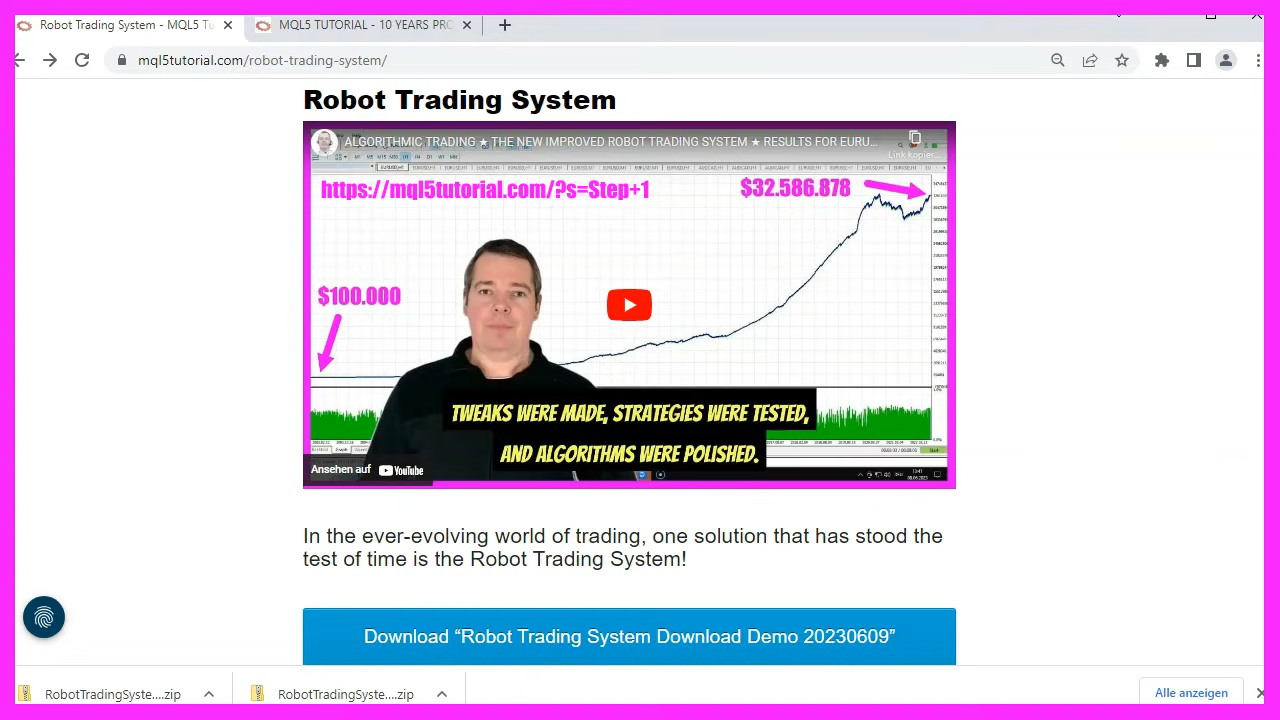 Robot Trading System - MQL5 Tu
MQL5 TUTORIAL - 10 YEARS PRO
mql5tutorial.com/robot-trading-system/
Robot Trading System
ALGORITHMIC TRADING ★ THE NEW IMPROVED ROBOT TRADING SYSTEM ★ RESULTS FOR EURU...
Link kopier...
https://mql5tutorial.com/?s=Step+1
$32.586.878
$100.000
TWEAKS WERE MADE, STRATEGIES WERE TESTED,
AND ALGORITHMS WERE POLISHED.
Ansehen auf YouTube
In the ever-evolving world of trading, one solution that has stood the
test of time is the Robot Trading System!
Download “Robot Trading System Download Demo 20230609”
RobotTradingSyste....zip
RobotTradingSyste....zip
Alle anzeigen